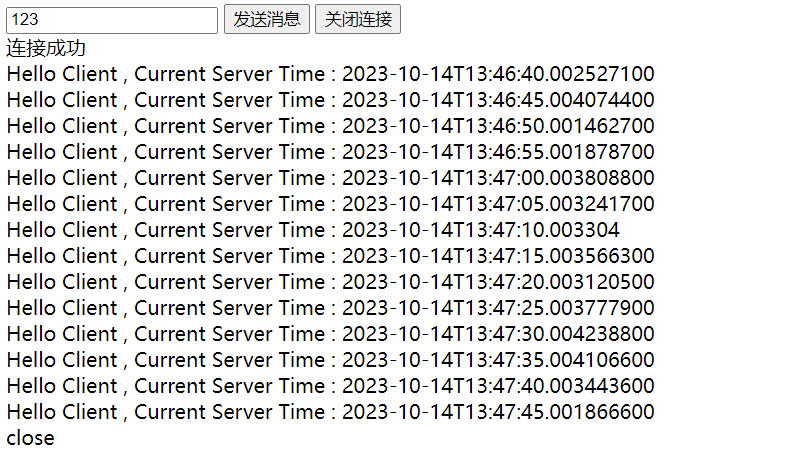 123 发送消息 关闭连接
连接成功
Hello Client , Current Server Time : 2023-10-14T13:46:40.002527100
Hello Client , Current Server Time : 2023-10-14T13:46:45.004074400
Hello Client , Current Server Time : 2023-10-14T13:46:50.001462700
Hello Client , Current Server Time : 2023-10-14T13:46:55.001878700
Hello Client , Current Server Time : 2023-10-14T13:47:00.003808800
Hello Client , Current Server Time : 2023-10-14T13:47:05.003241700
Hello Client , Current Server Time : 2023-10-14T13:47:10.003304
Hello Client , Current Server Time : 2023-10-14T13:47:15.003566300
Hello Client , Current Server Time : 2023-10-14T13:47:20.003120500
Hello Client , Current Server Time : 2023-10-14T13:47:25.003777900
Hello Client , Current Server Time : 2023-10-14T13:47:30.004238800
Hello Client , Current Server Time : 2023-10-14T13:47:35.004106600
Hello Client , Current Server Time : 2023-10-14T13:47:40.003443600
Hello Client , Current Server Time : 2023-10-14T13:47:45.001866600
close